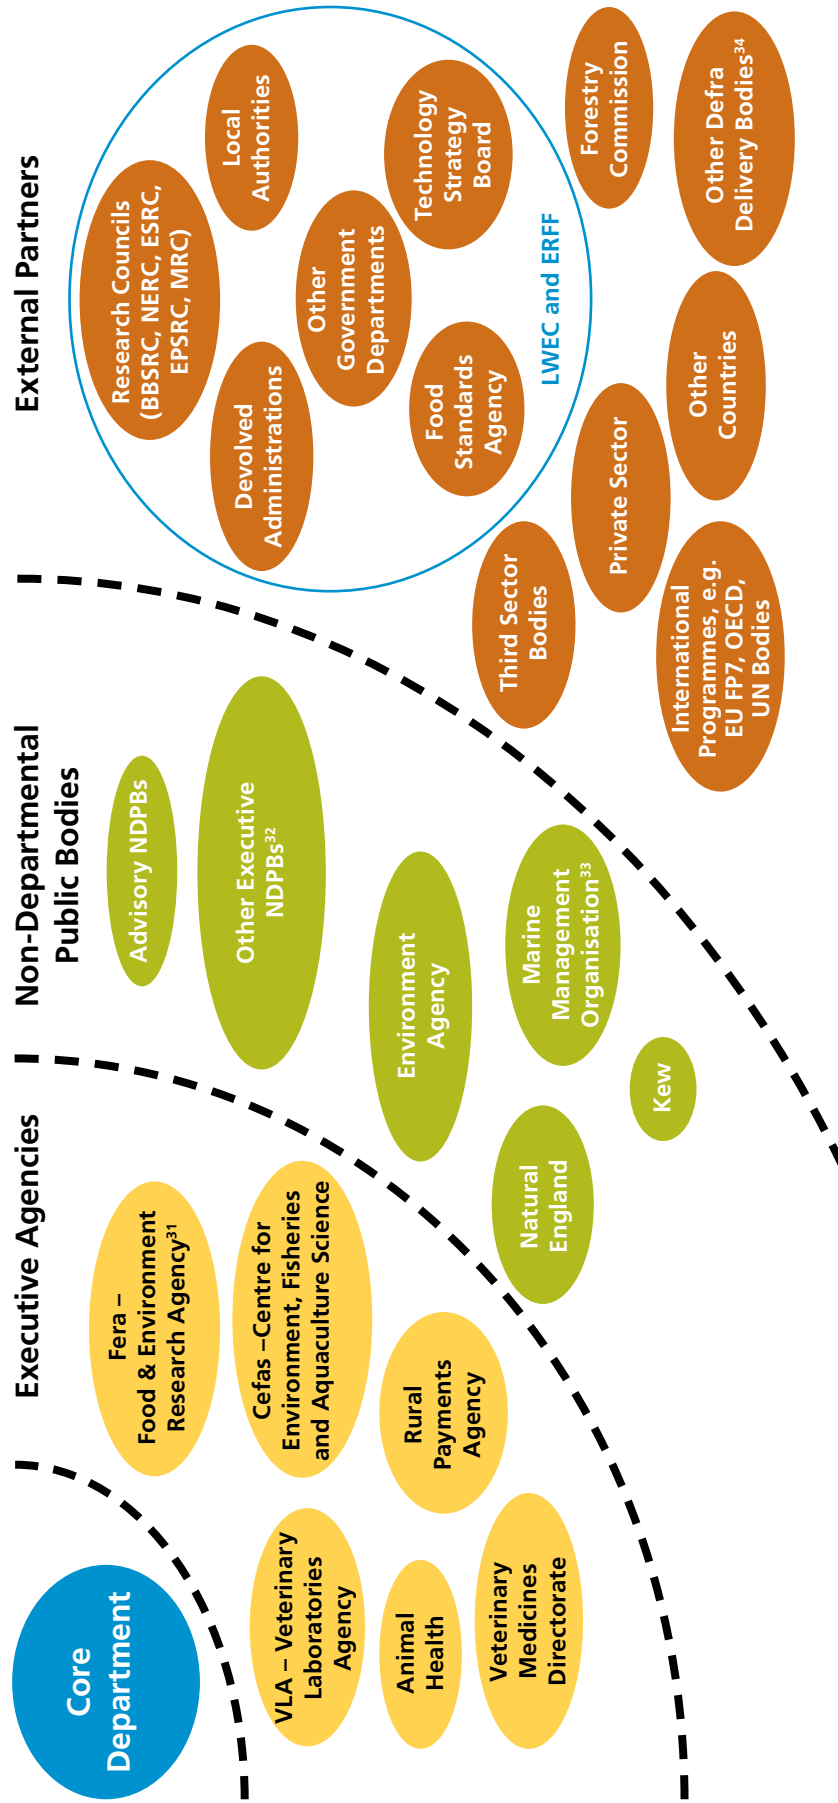 Core
Department
Executive Agencies
Fera –
Food & Environment
Research Agency31
Cefas –Centre for
Environment, Fisheries
and Aquaculture Science
VLA – Veterinary
Laboratories
Agency
Rural
Payments
Agency
Animal
Health
Veterinary
Medicines
Directorate
Non-Departmental
Public Bodies
Advisory NDPBs
Other Executive
NDPBs32
Environment
Agency
Marine
Management
Organisation33
Natural
England
Kew
External Partners
Research Councils
(BBSRC, NERC, ESRC,
EPSRC, MRC)
Local
Authorities
Devolved
Administrations
Other
Government
Departments
Technology
Strategy
Board
Food
Standards
Agency
LWEC and ERFF
Third Sector
Bodies
Private Sector
Forestry
Commission
International
Programmes, e.g.
EU FP7, OECD,
UN Bodies
Other
Countries
Other Defra
Delivery Bodies34